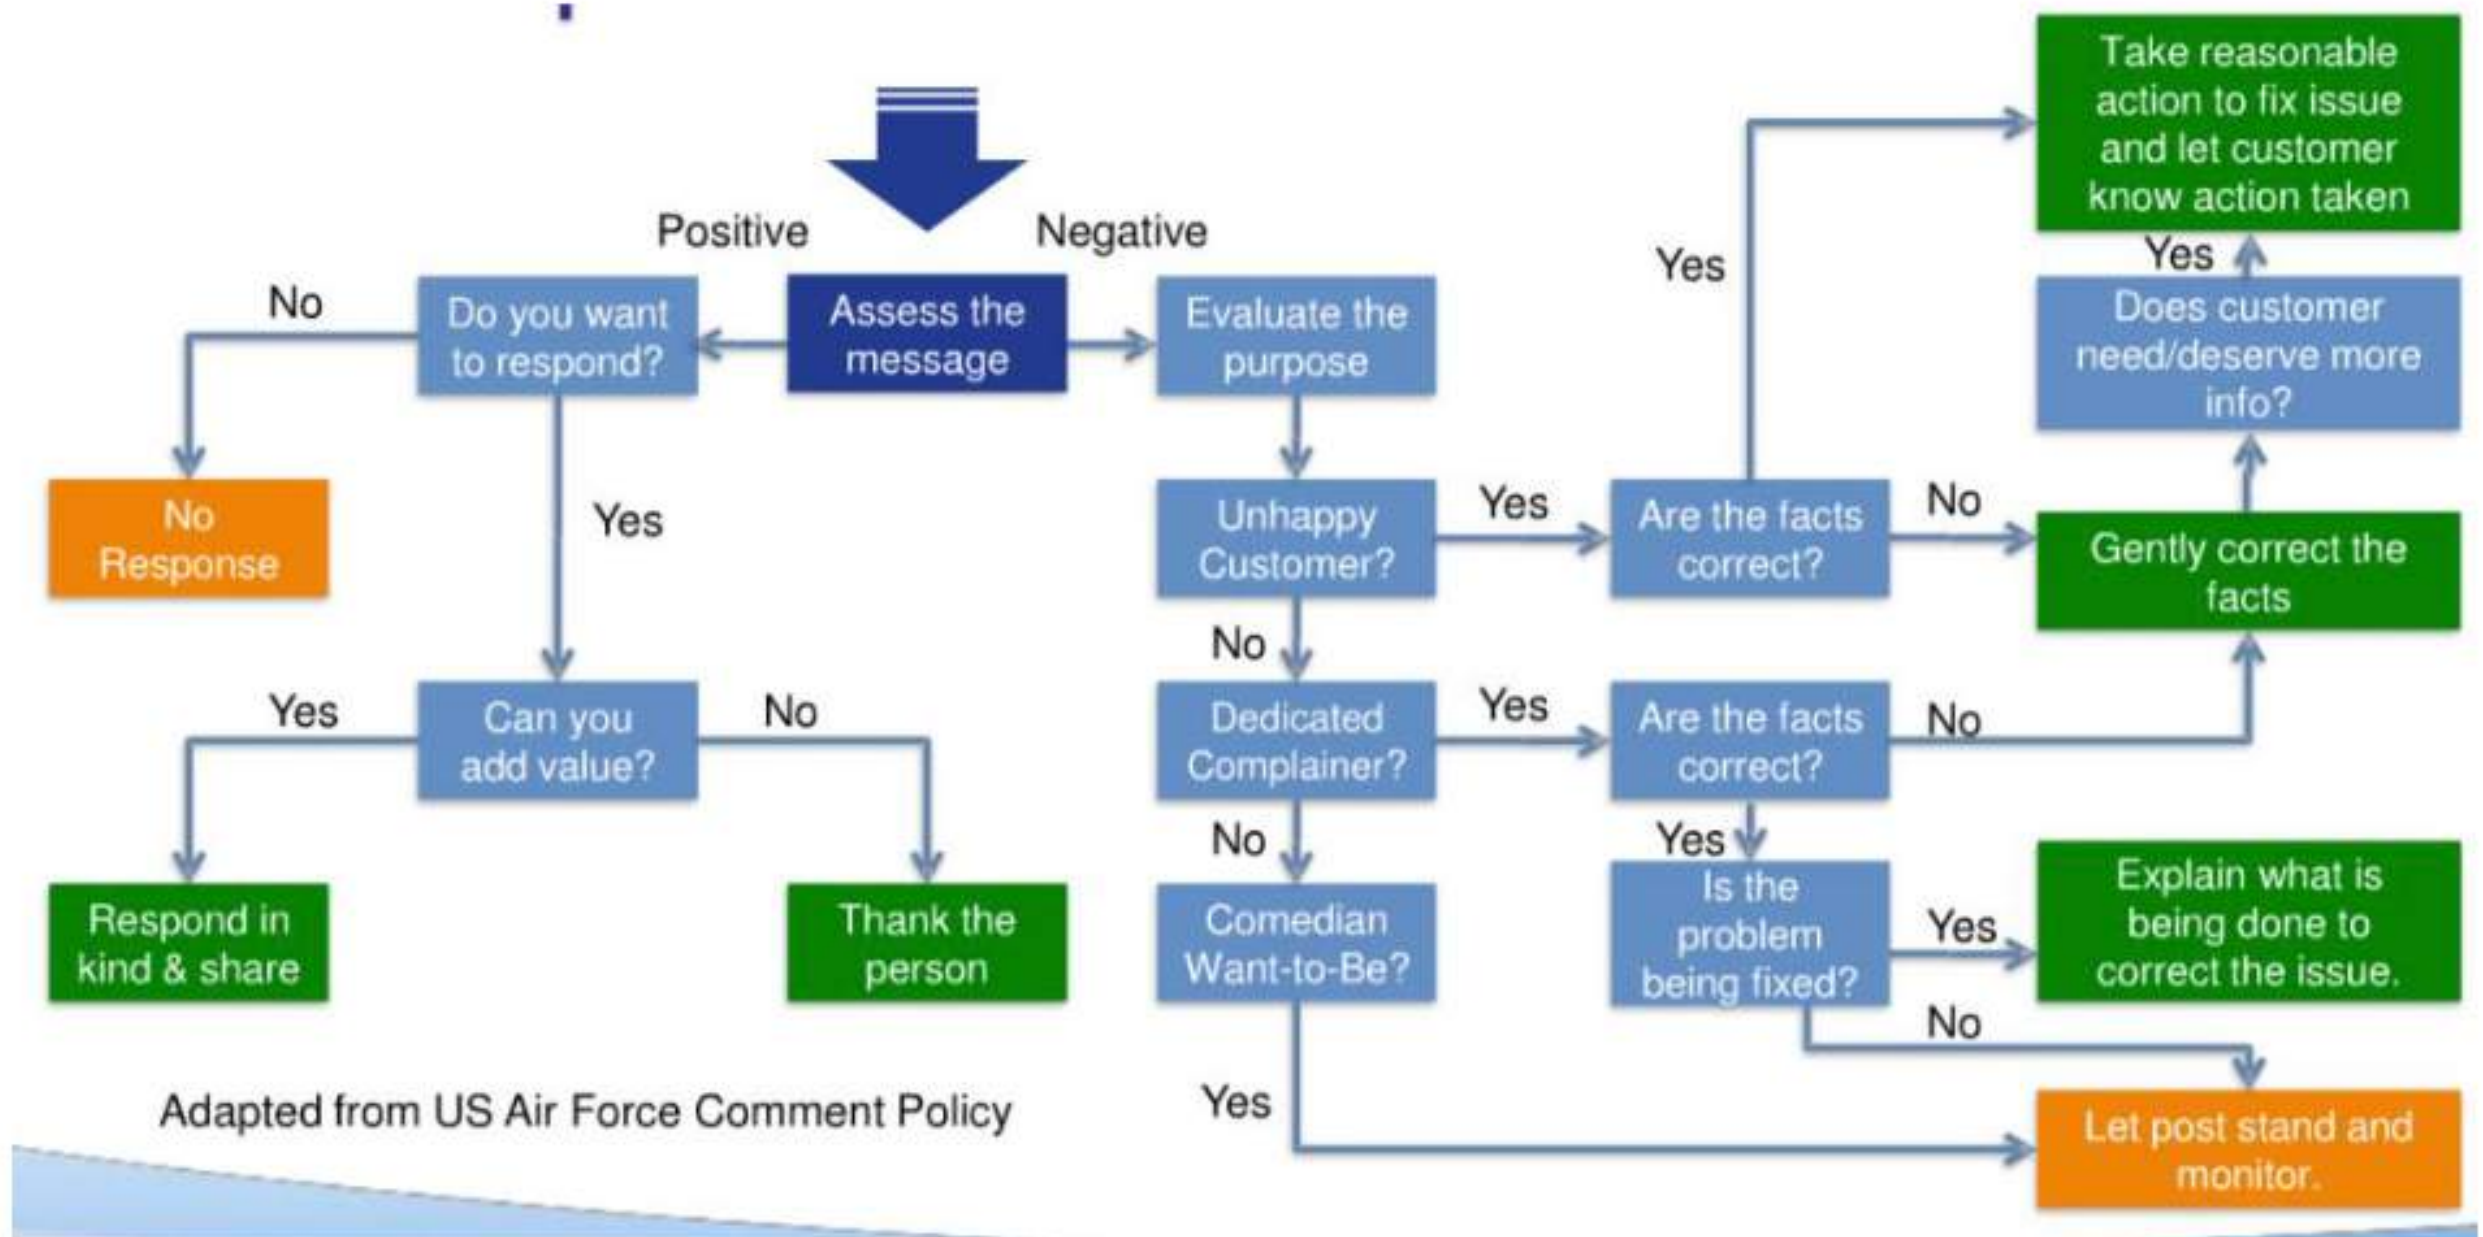 Positive
Negative
Assess the
message
No
Do you want
to respond?
No
Response
Yes
Can you
add value?
Yes
Respond in
kind & share
No
Thank the
person
Evaluate the
purpose
Unhappy
Customer?
Yes
Are the facts
correct?
Yes
Take reasonable
action to fix issue
and let customer
know action taken
Yes
Does customer
need/deserve more
info?
No
Gently correct the
facts
No
Dedicated
Complainer?
Yes
Are the facts
correct?
No
Yes
Is the
problem
being fixed?
Yes
Explain what is
being done to
correct the issue.
No
Let post stand and
monitor.
No
Comedian
Want-to-Be?
Yes
Adapted from US Air Force Comment Policy